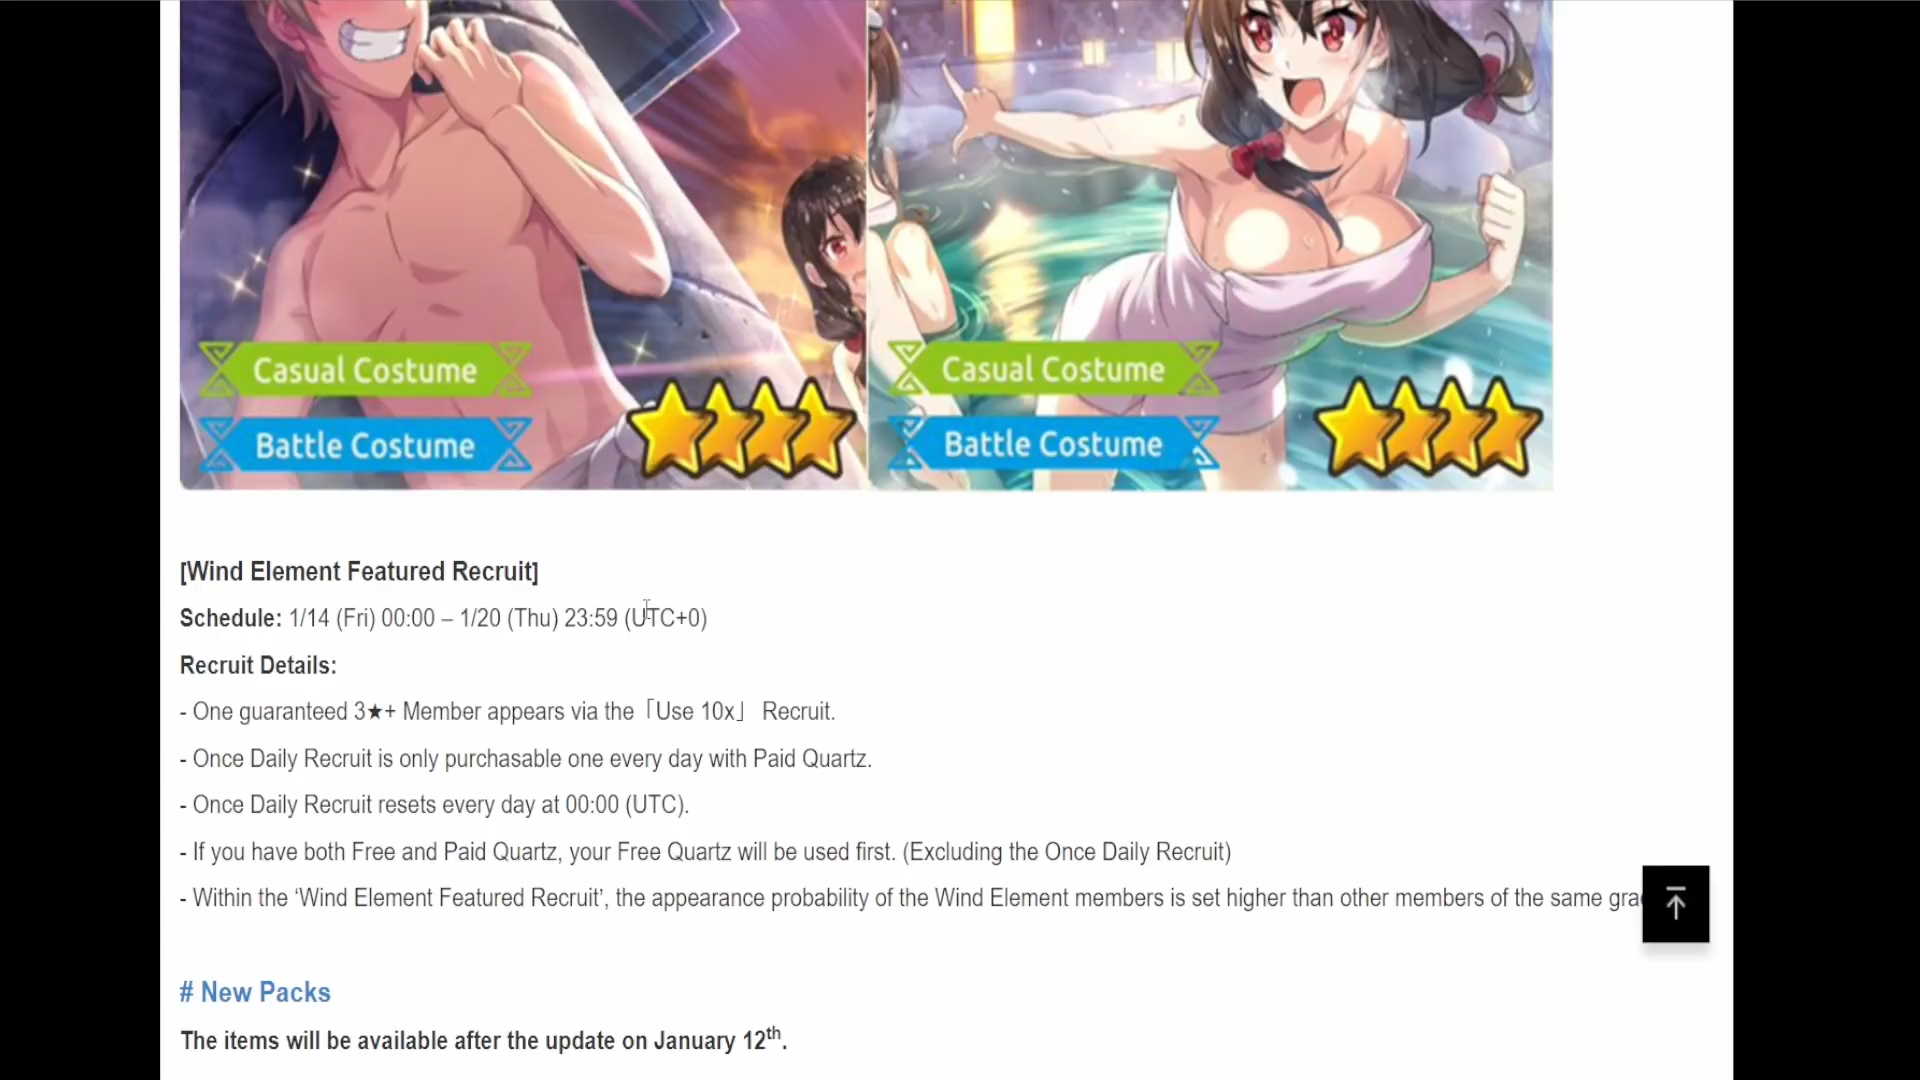 Casual Costume
Battle Costume
Casual Costume
Battle Costume
[Wind Element Featured Recruit]
Schedule: 1/14 (Fri) 00:00 – 1/20 (Thu) 23:59 (UTC+0)
Recruit Details:
- One guaranteed 3★+ Member appears via the「Use 10x」 Recruit.
- Once Daily Recruit is only purchasable one every day with Paid Quartz.
- Once Daily Recruit resets every day at 00:00 (UTC).
- If you have both Free and Paid Quartz, your Free Quartz will be used first. (Excluding the Once Daily Recruit)
- Within the ‘Wind Element Featured Recruit’, the appearance probability of the Wind Element members is set higher than other members of the same
# New Packs
The items will be available after the update on January 12th.